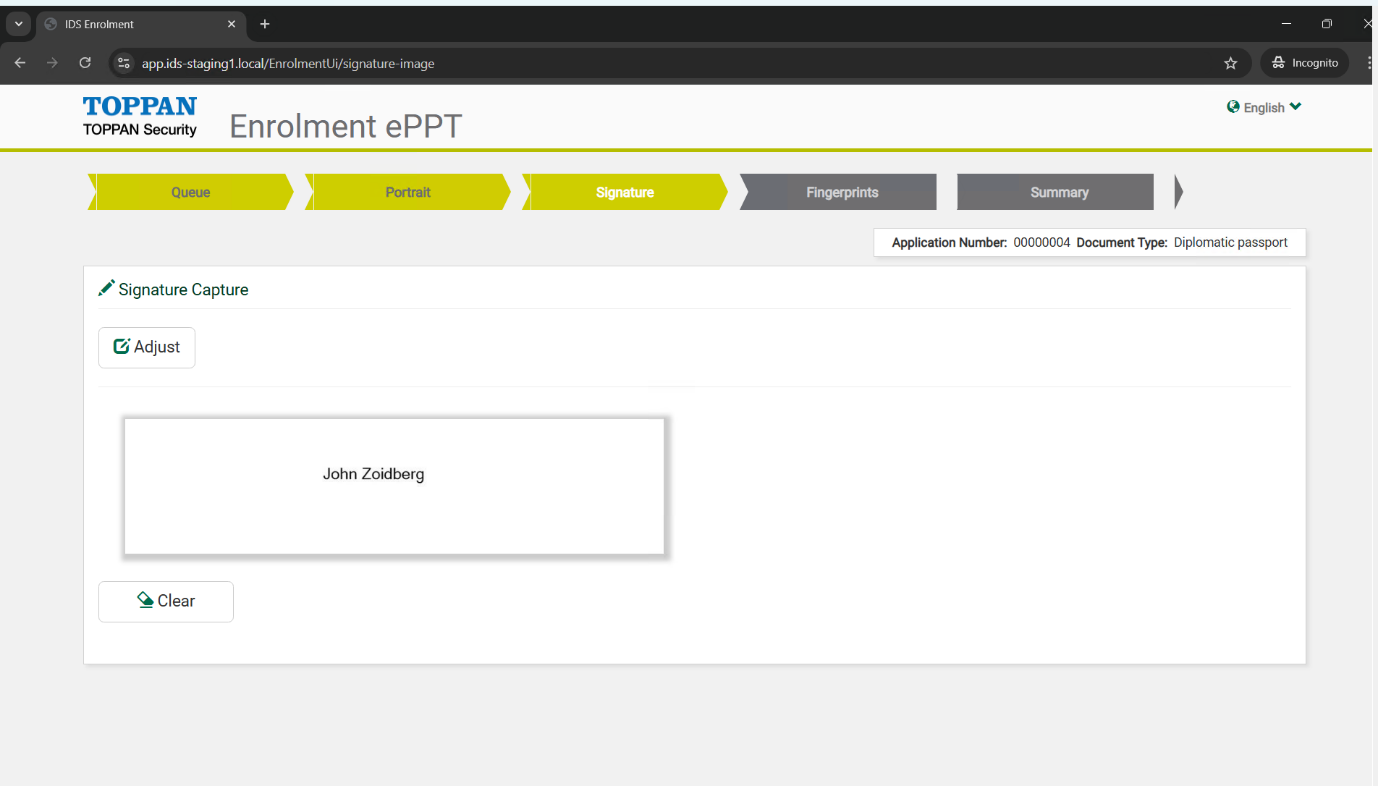 IDS Enrolment
app.ids-staging1.local/EnrolmentUi/signature-image
Incognito
TOPPAN
TOPPAN Security
Enrolment ePPT
English
Queue
Portrait
Signature
Fingerprints
Summary
Application Number: 00000004 Document Type: Diplomatic passport
Signature Capture
Adjust
John Zoidberg
Clear